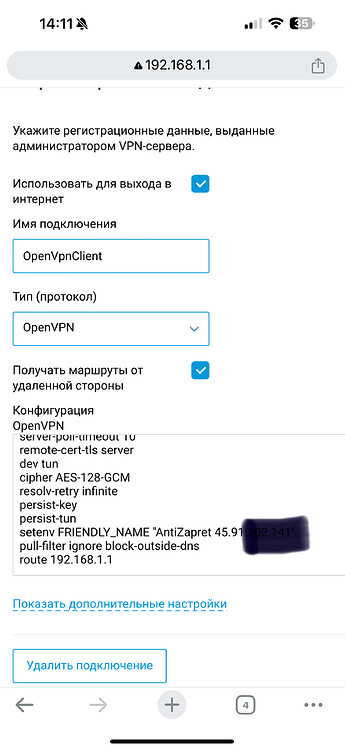 14:11
35
192.168.1.1
Укажите регистрационные данные, выданные
администратором VPN-сервера.
Использовать для выхода в
интернет
Имя подключения
OpenVpnClient
Тип (протокол)
OpenVPN
Получать маршруты от
удаленной стороны
Конфигурация
OpenVPN
server-poll-timeout 10
remote-cert-tls server
dev tun
cipher AES-128-GCM
resolv-retry infinite
persist-key
persist-tun
setenv FRIENDLY_NAME "AntiZapret 45.91
pull-filter ignore block-outside-dns
route 192.168.1.1
Показать дополнительные настройки
Удалить подключение
4